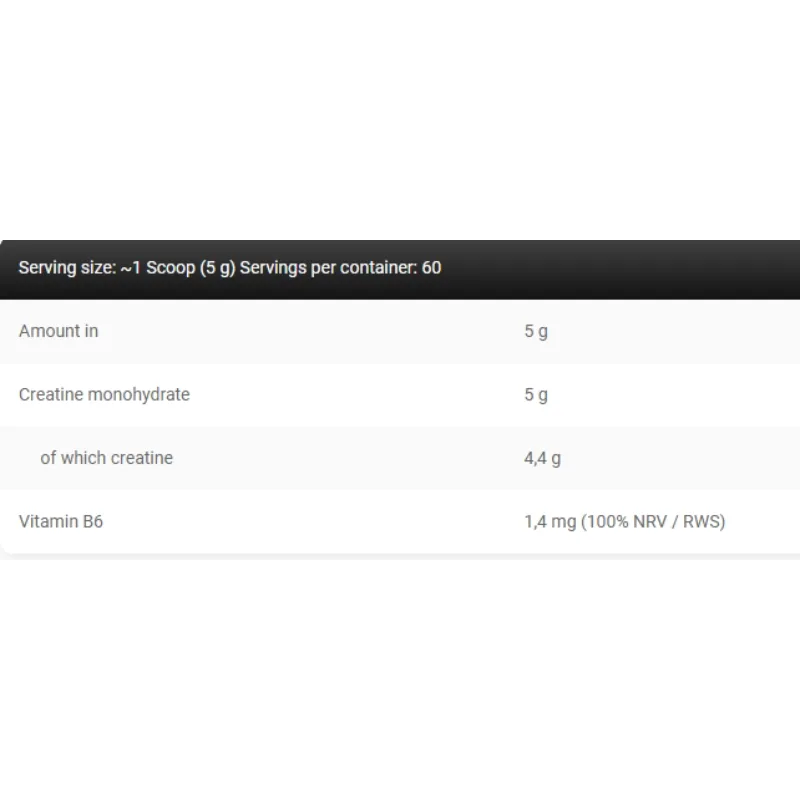 Serving size: ~1 Scoop (5 g) Servings per container: 60
Amount in 5 g
Creatine monohydrate 5 g
of which creatine 4,4 g
Vitamin B6 1,4 mg (100% NRV / RWS)